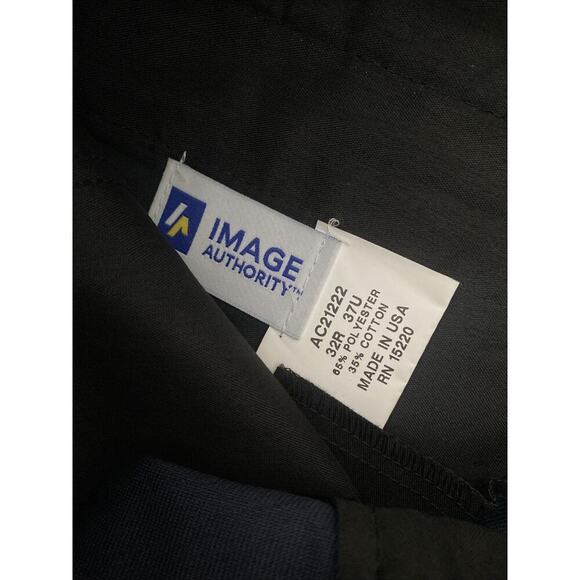 IMAGE
AUTHORITY™
AC21222
32R 37U
65% POLYESTER
35% COTTON
MADE IN USA
RN 15220